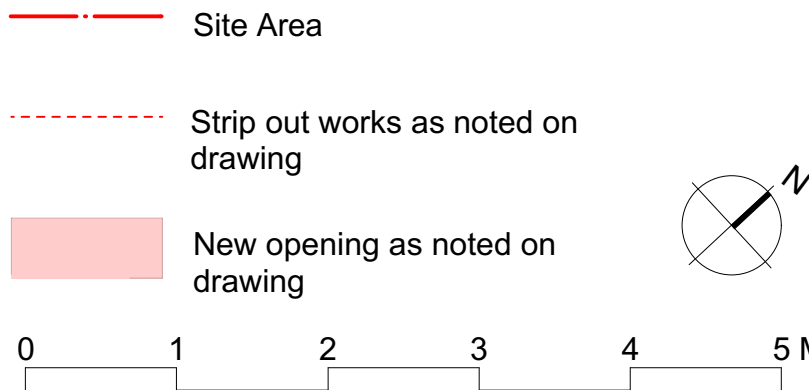 Site Area
Strip out works as noted on
drawing
N
New opening as noted on
drawing
0 1 2 3 4 5 M